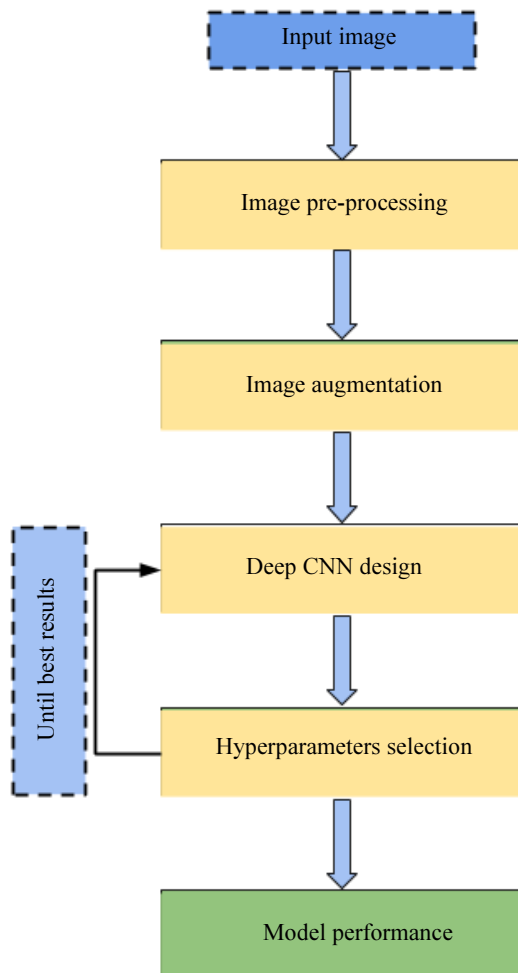 Input image
Image pre-processing
Image augmentation
Deep CNN design
Until best results
Hyperparameters selection
Model performance